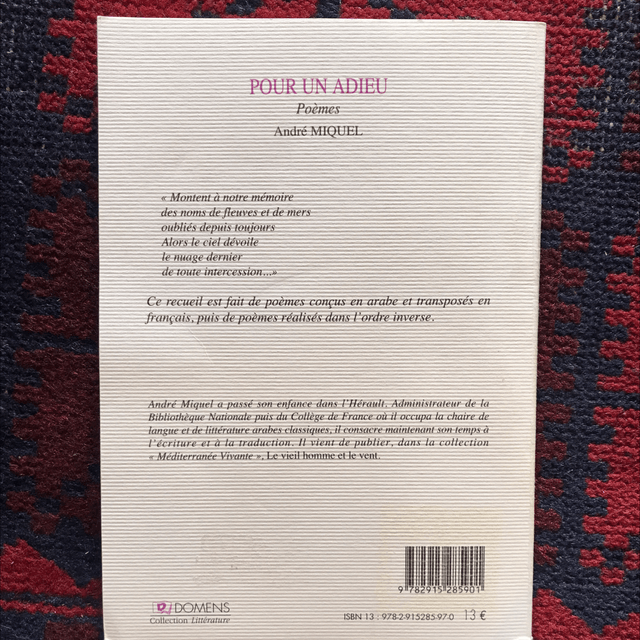 POUR UN ADIEU
Poèmes
André MIQUEL
« Montent à notre mémoire
des noms de fleuves et de mers
oubliés depuis toujours
Alors le ciel dévoile
le nuage dernier
de toute intercession...»
Ce recueil est fait de poèmes conçus en arabe et transposés en
français, puis de poèmes réalisés dans l'ordre inverse.
André Miquel a passé son enfance dans l'Hérault, Administrateur de la
Bibliothèque Nationale puis du Collège de France où il occupa la chaire de
langue et de littérature arabes classiques, il consacre maintenant son temps à
l'écriture et à la traduction. Il vient de publier, dans la collection
« Méditerranée Vivante », Le vieil homme et le vent.
9 782915 285901
DOMENS
Collection Littérature
ISBN 13 : 978-2-915285-97-0
13 €